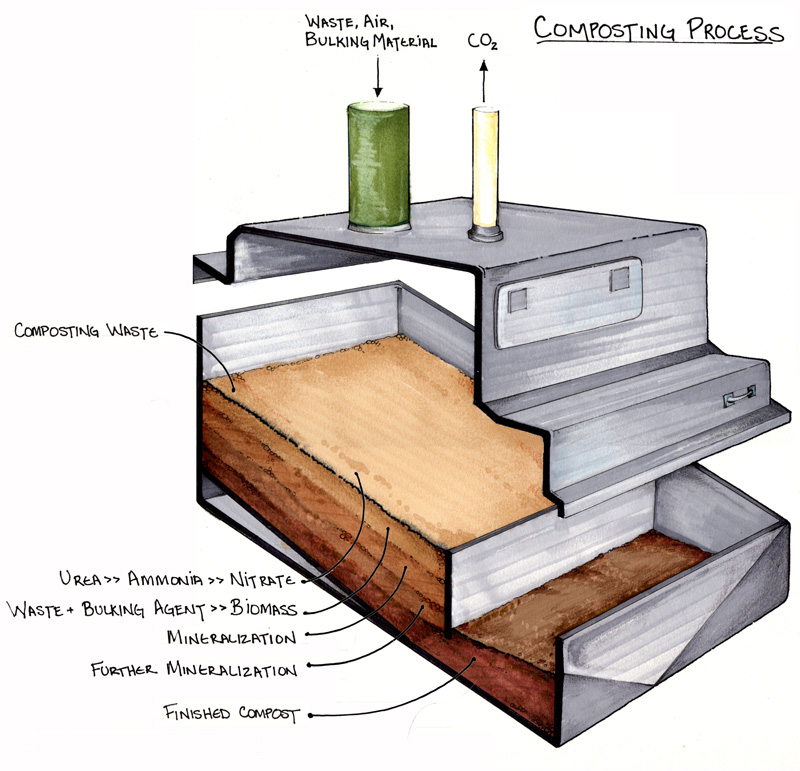 Composting Process
Waste, Air,
Bulking Material
CO₂
Composting Waste
Urea >> Ammonia >> Nitrate
Waste + Bulking Agent >> Biomass
Mineralization
Further Mineralization
Finished Compost